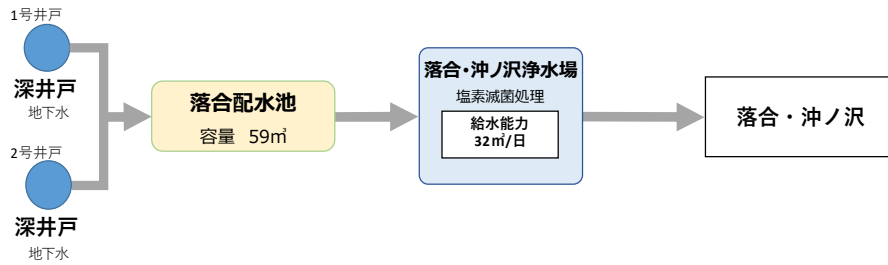 1号井戸
深井戸
地下水
2号井戸
深井戸
地下水
落合配水池
容量 59㎥
落合・沖ノ沢浄水場
塩素滅菌処理
給水能力
32㎥/日
落合・沖ノ沢